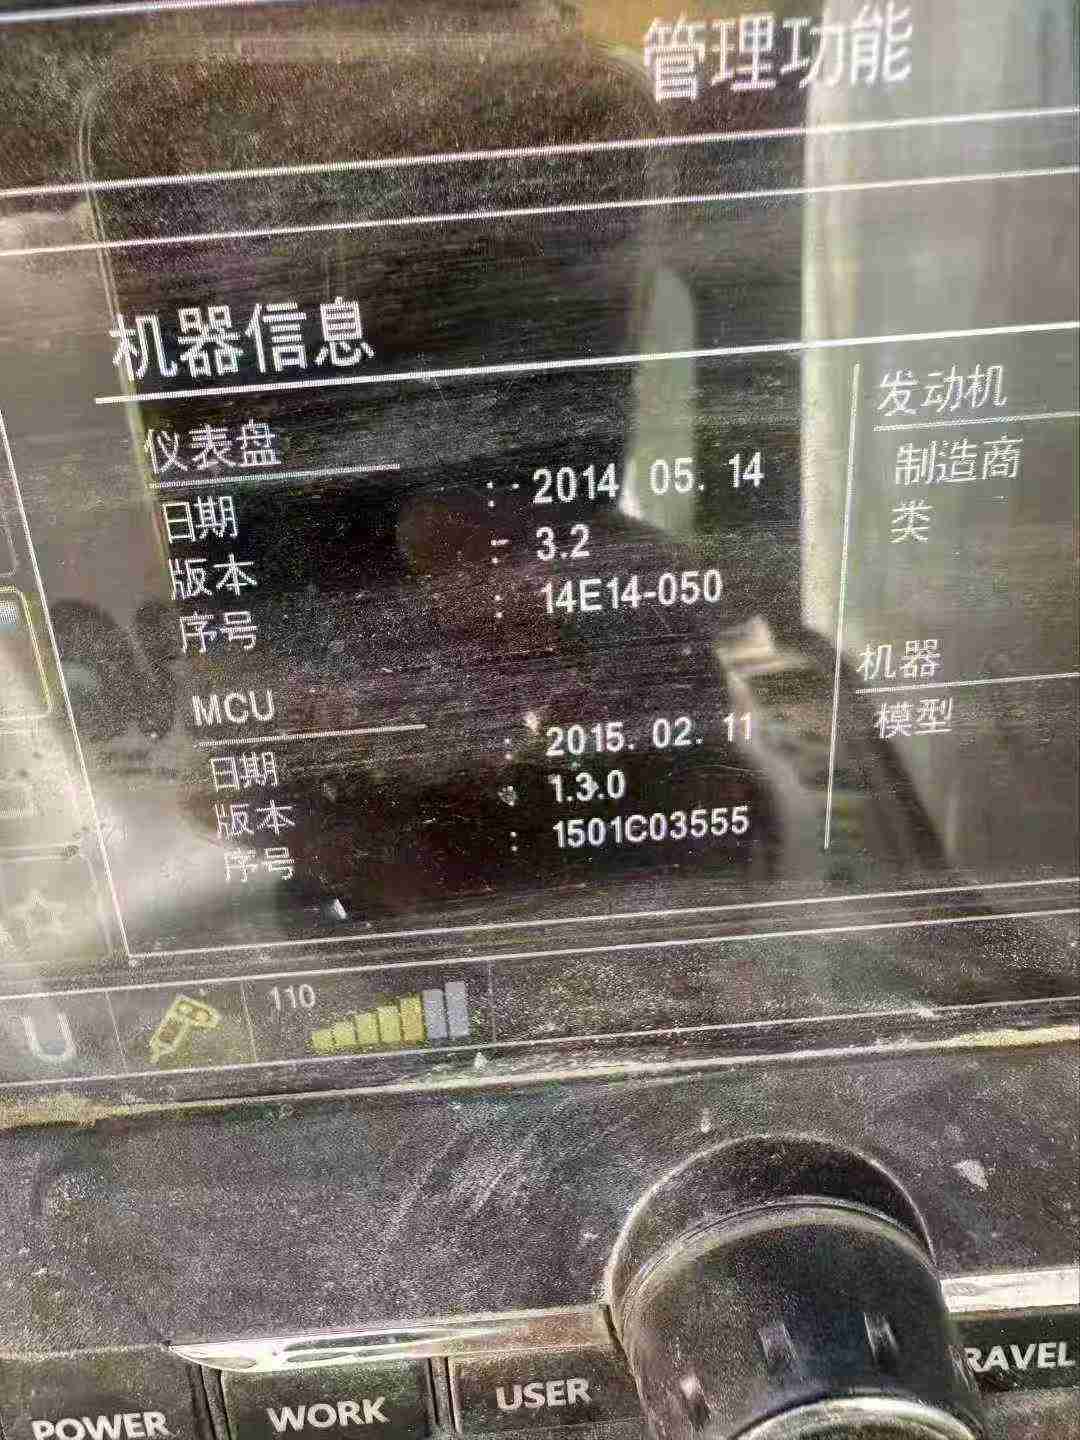 管理功能
机器信息
仪表盘
日期 : 2014. 05. 14
版本 : 3.2
序号 : 14E14-050
MCU
日期 : 2015. 02. 11
版本 : 1.3.0
序号 : 1501C03555
发动机
制造商
类
机器
模型
110
POWER
WORK
USER
RAVEL